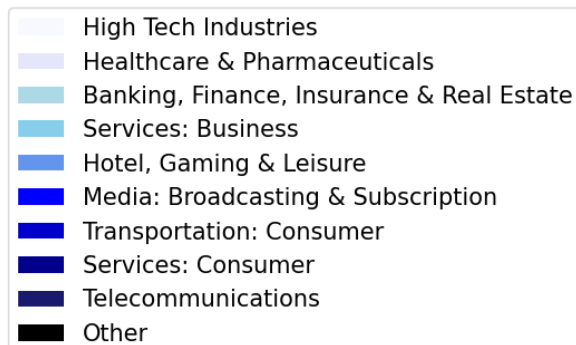 High Tech Industries
Healthcare & Pharmaceuticals
Banking, Finance, Insurance & Real Estate
Services: Business
Hotel, Gaming & Leisure
Media: Broadcasting & Subscription
Transportation: Consumer
Services: Consumer
Telecommunications
Other